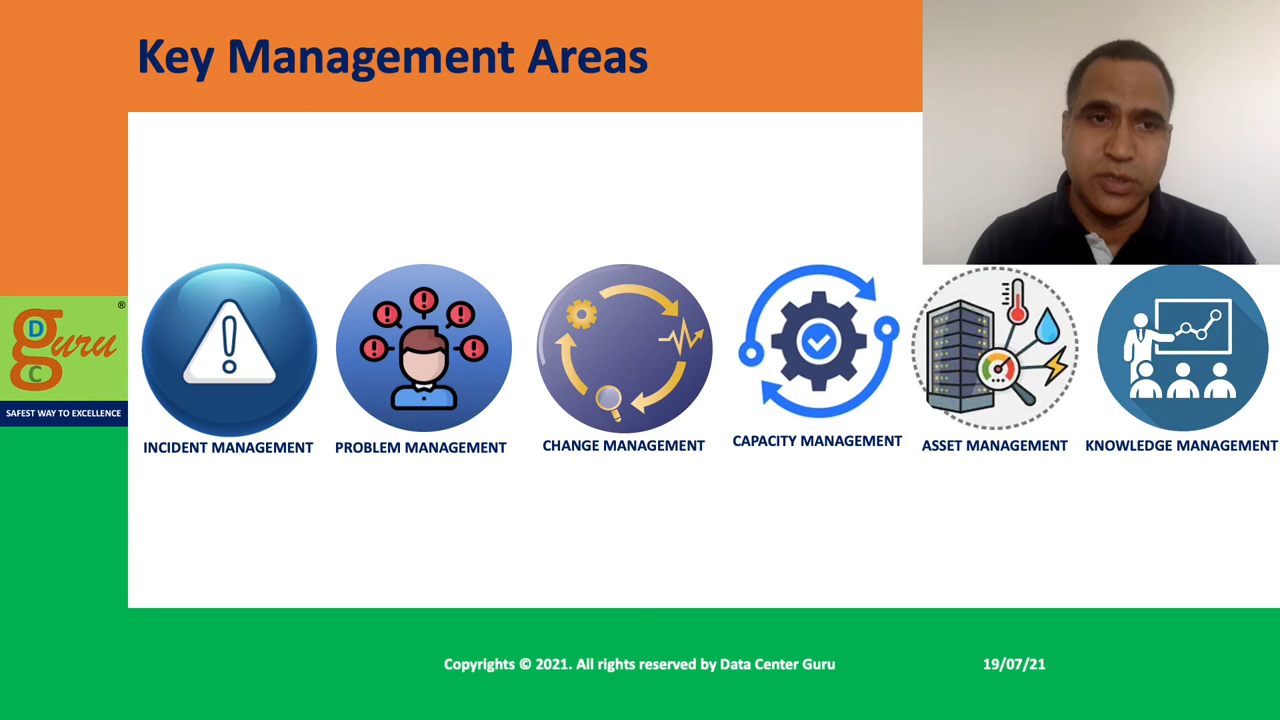 Key Management Areas
D
guru
C
®
SAFEST WAY TO EXCELLENCE
INCIDENT MANAGEMENT
PROBLEM MANAGEMENT
CHANGE MANAGEMENT
CAPACITY MANAGEMENT
ASSET MANAGEMENT
KNOWLEDGE MANAGEMENT
Copyrights © 2021. All rights reserved by Data Center Guru
19/07/21